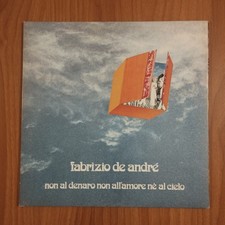 fabrizio de andré
non al denaro non all'amore nè al cielo